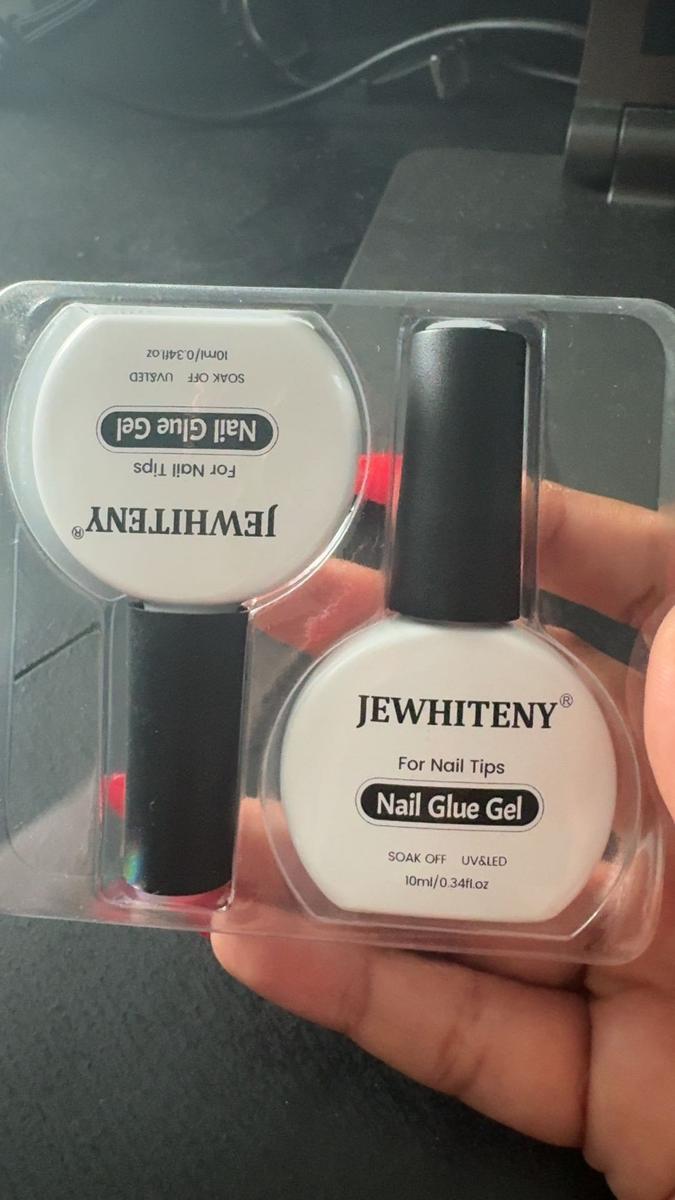 JEWHITENY®
For Nail Tips
Nail Glue Gel
SOAK OFF UV&LED
10ml/0.34fl.oz
JEWHITENY®
For Nail Tips
Nail Glue Gel
SOAK OFF UV&LED
10ml/0.34fl.oz